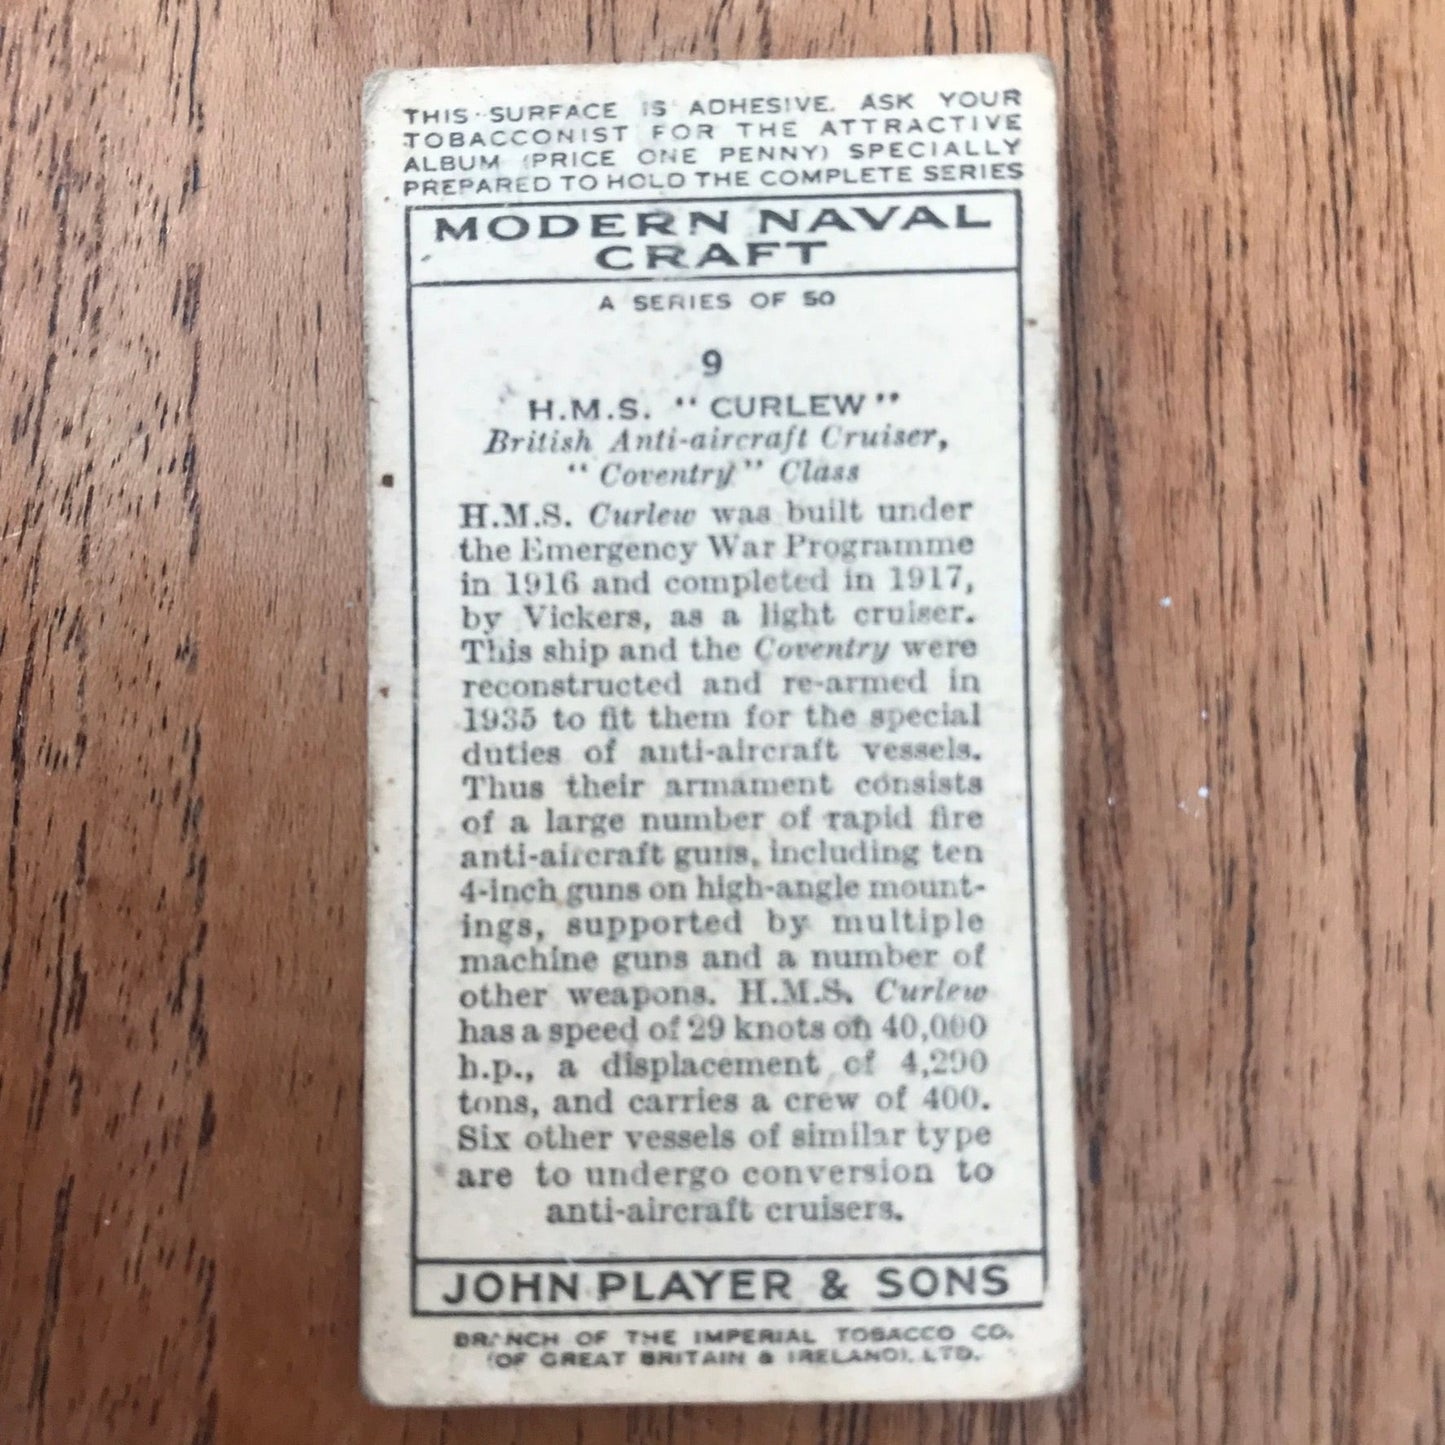 THIS SURFACE IS ADHESIVE. ASK YOUR
TOBACCONIST FOR THE ATTRACTIVE
ALBUM (PRICE ONE PENNY) SPECIALLY
PREPARED TO HOLD THE COMPLETE SERIES
MODERN NAVAL
CRAFT
A SERIES OF 50
9
H.M.S. "CURLEW"
British Anti-aircraft Cruiser,
"Coventry" Class
H.M.S. Curlew was built under
the Emergency War Programme
in 1916 and completed in 1917,
by Vickers, as a light cruiser.
This ship and the Coventry were
reconstructed and re-armed in
1935 to fit them for the special
duties of anti-aircraft vessels.
Thus their armament consists
of a large number of rapid fire
anti-aircraft guns, including ten
4-inch guns on high-angle mount-
ings, supported by multiple
machine guns and a number of
other weapons. H.M.S. Curlew
has a speed of 29 knots on 40,000
h.p., a displacement of 4,290
tons, and carries a crew of 400.
Six other vessels of similar type
are to undergo conversion to
anti-aircraft cruisers.
JOHN PLAYER & SONS
BRANCH OF THE IMPERIAL TOBACCO CO.
(OF GREAT BRITAIN & IRELAND), LTD.